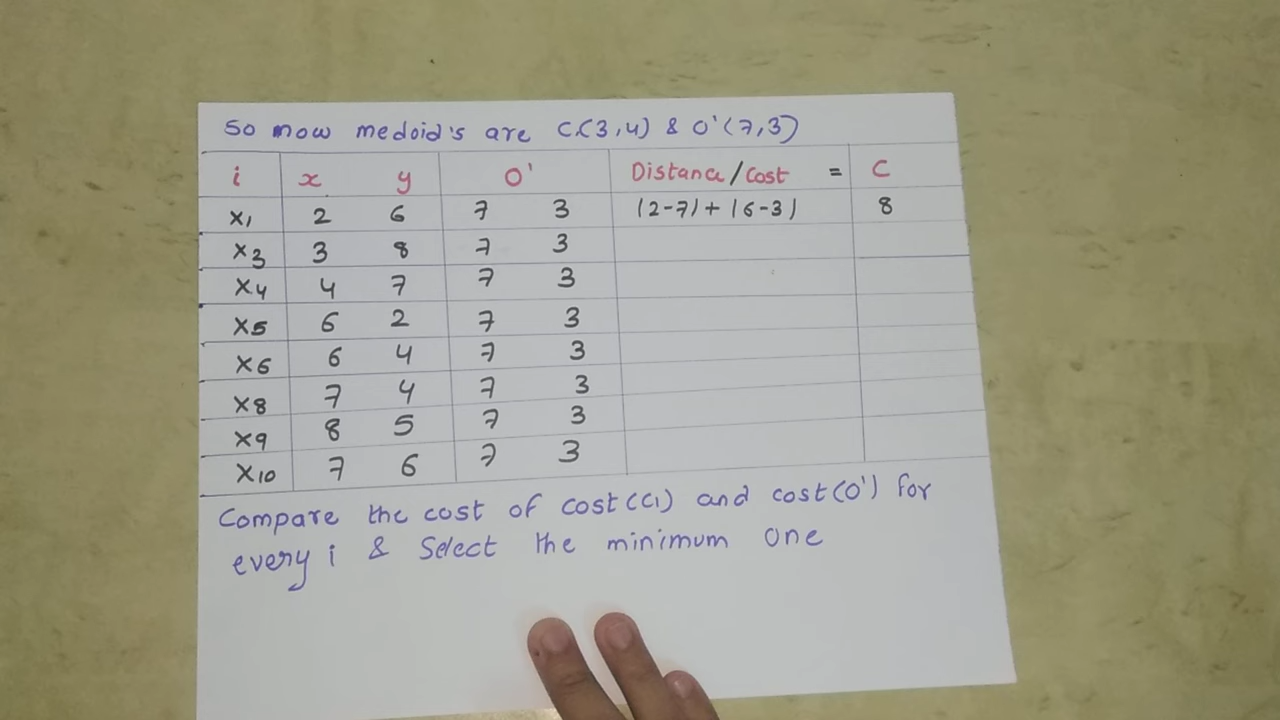 So now medoid's are C1(3,4) & O'(7,3)
i x y O' Distance/Cost = C
X1 2 6 7 3 |2-7|+|6-3| 8
X3 3 8 7 3
X4 4 7 7 3
X5 6 2 7 3
X6 6 4 7 3
X8 7 4 7 3
X9 8 5 7 3
X10 7 6 7 3
Compare the cost of cost(C1) and cost(O') for
every i & Select the minimum one